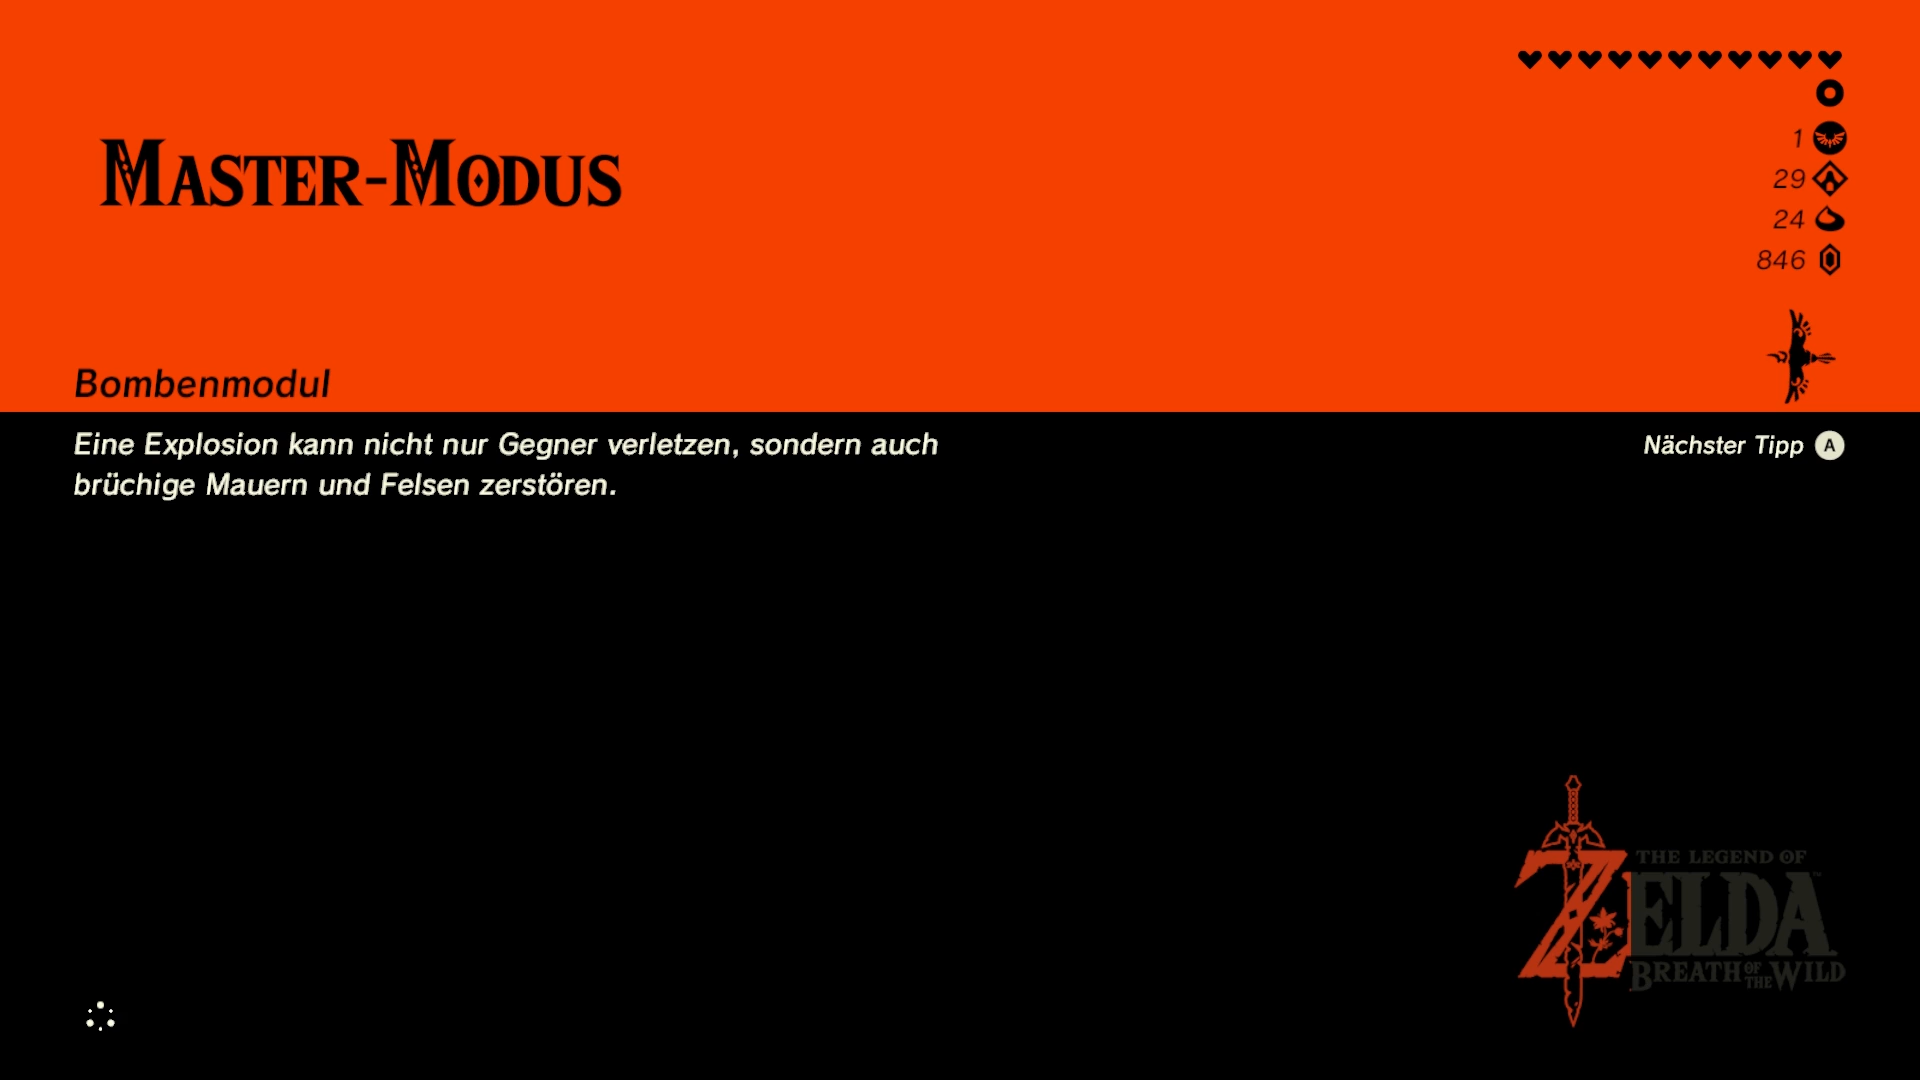 Master-Modus
1
29
24
846
Bombenmodul
Eine Explosion kann nicht nur Gegner verletzen, sondern auch
brüchige Mauern und Felsen zerstören.
Nächster Tipp A
THE LEGEND OF
ZELDA™
BREATH OF THE WILD